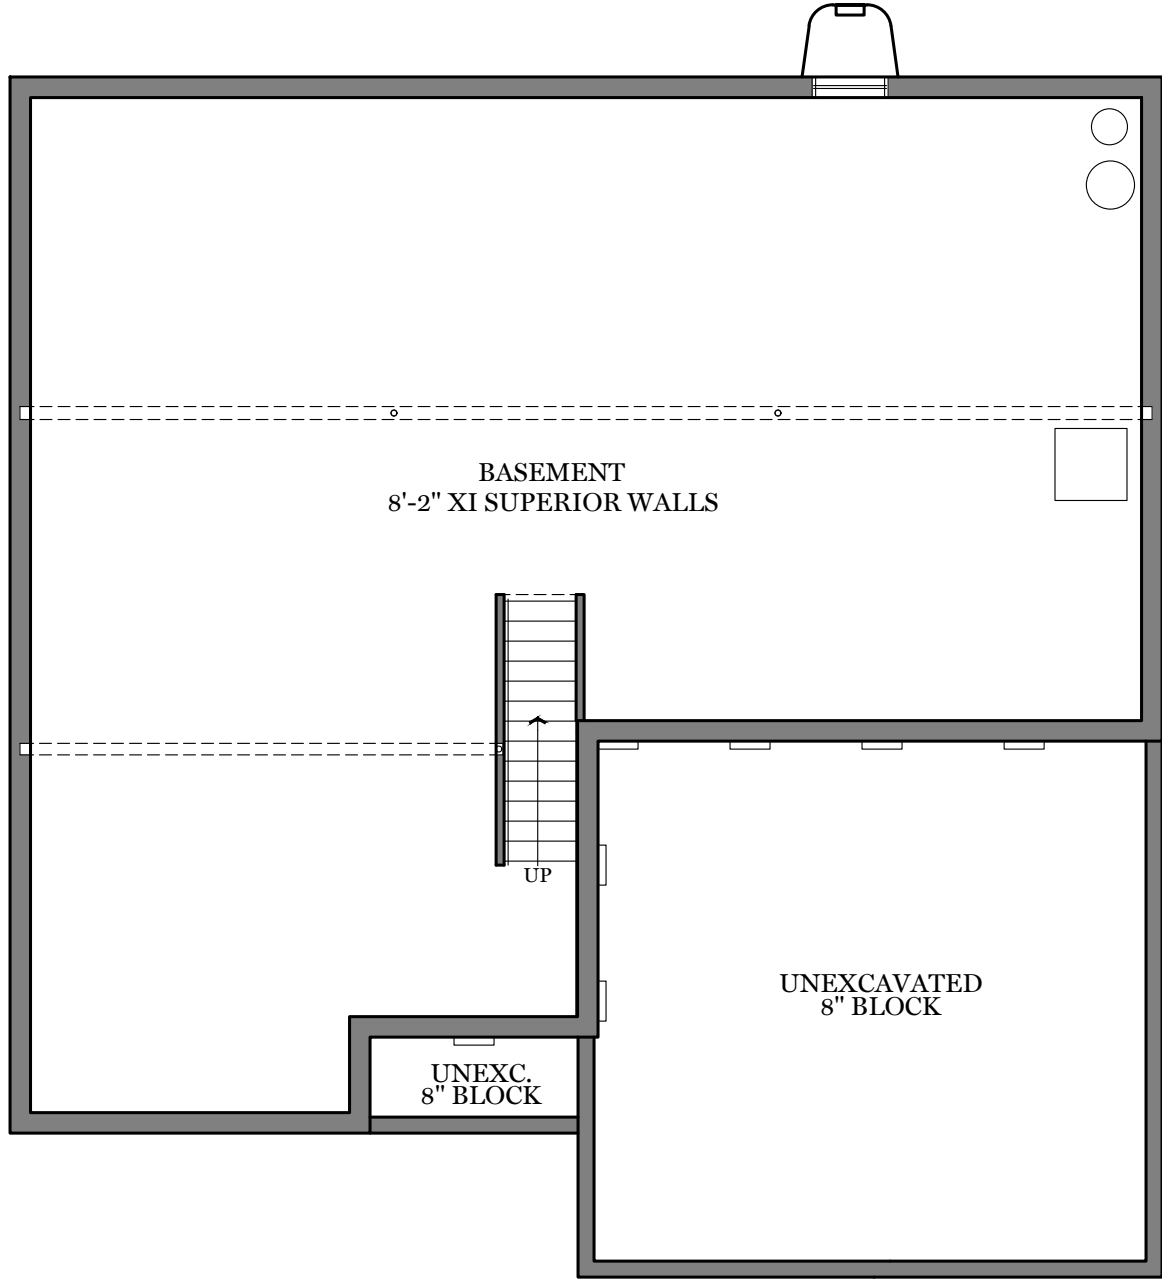 BASEMENT
8'-2" XI SUPERIOR WALLS
UP
UNEXCAVATED
8" BLOCK
UNEXC.
8" BLOCK